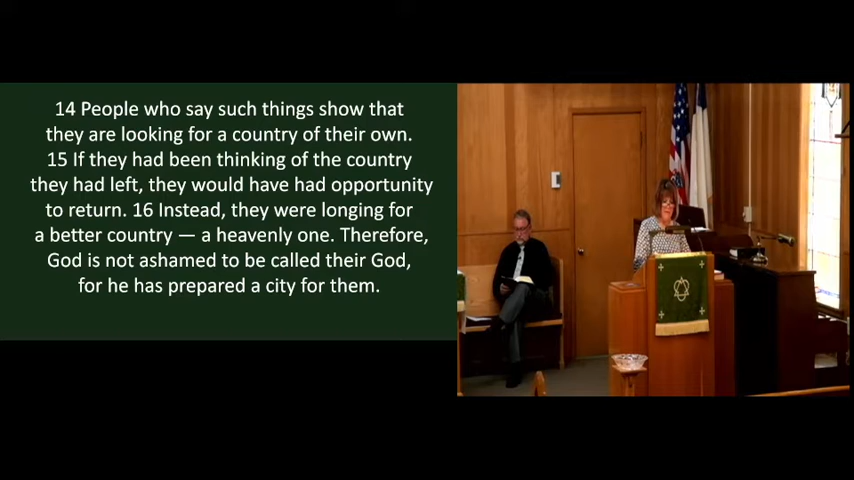 14 People who say such things show that
they are looking for a country of their own.
15 If they had been thinking of the country
they had left, they would have had opportunity
to return. 16 Instead, they were longing for
a better country — a heavenly one. Therefore,
God is not ashamed to be called their God,
for he has prepared a city for them.